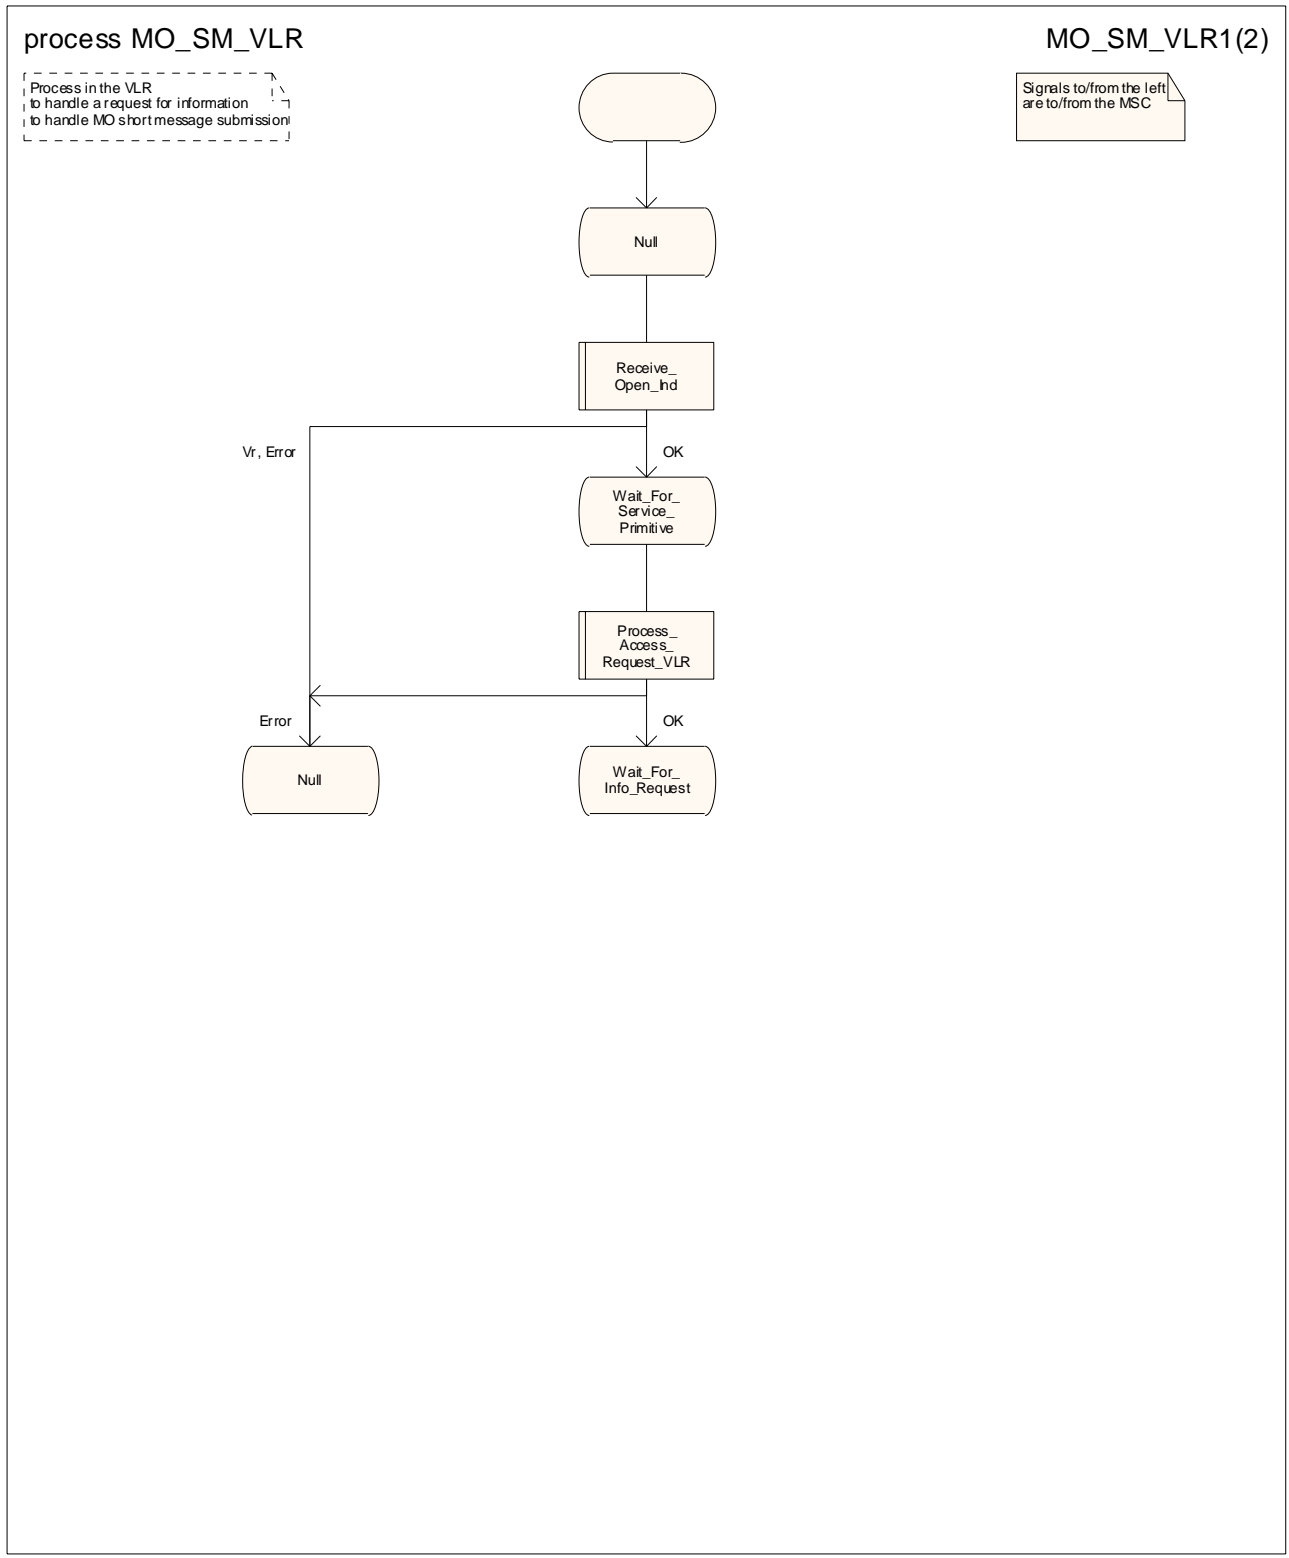 process MO_SM_VLR
MO_SM_VLR1(2)
Process in the VLR
to handle a request for information
to handle MO short message submission
Signals to/from the left
are to/from the MSC
Null
Receive_
Open_Ind
Vr, Error
OK
Wait_For_
Service_
Primitive
Process_
Access_
Request_VLR
Error
OK
Null
Wait_For_
Info_Request